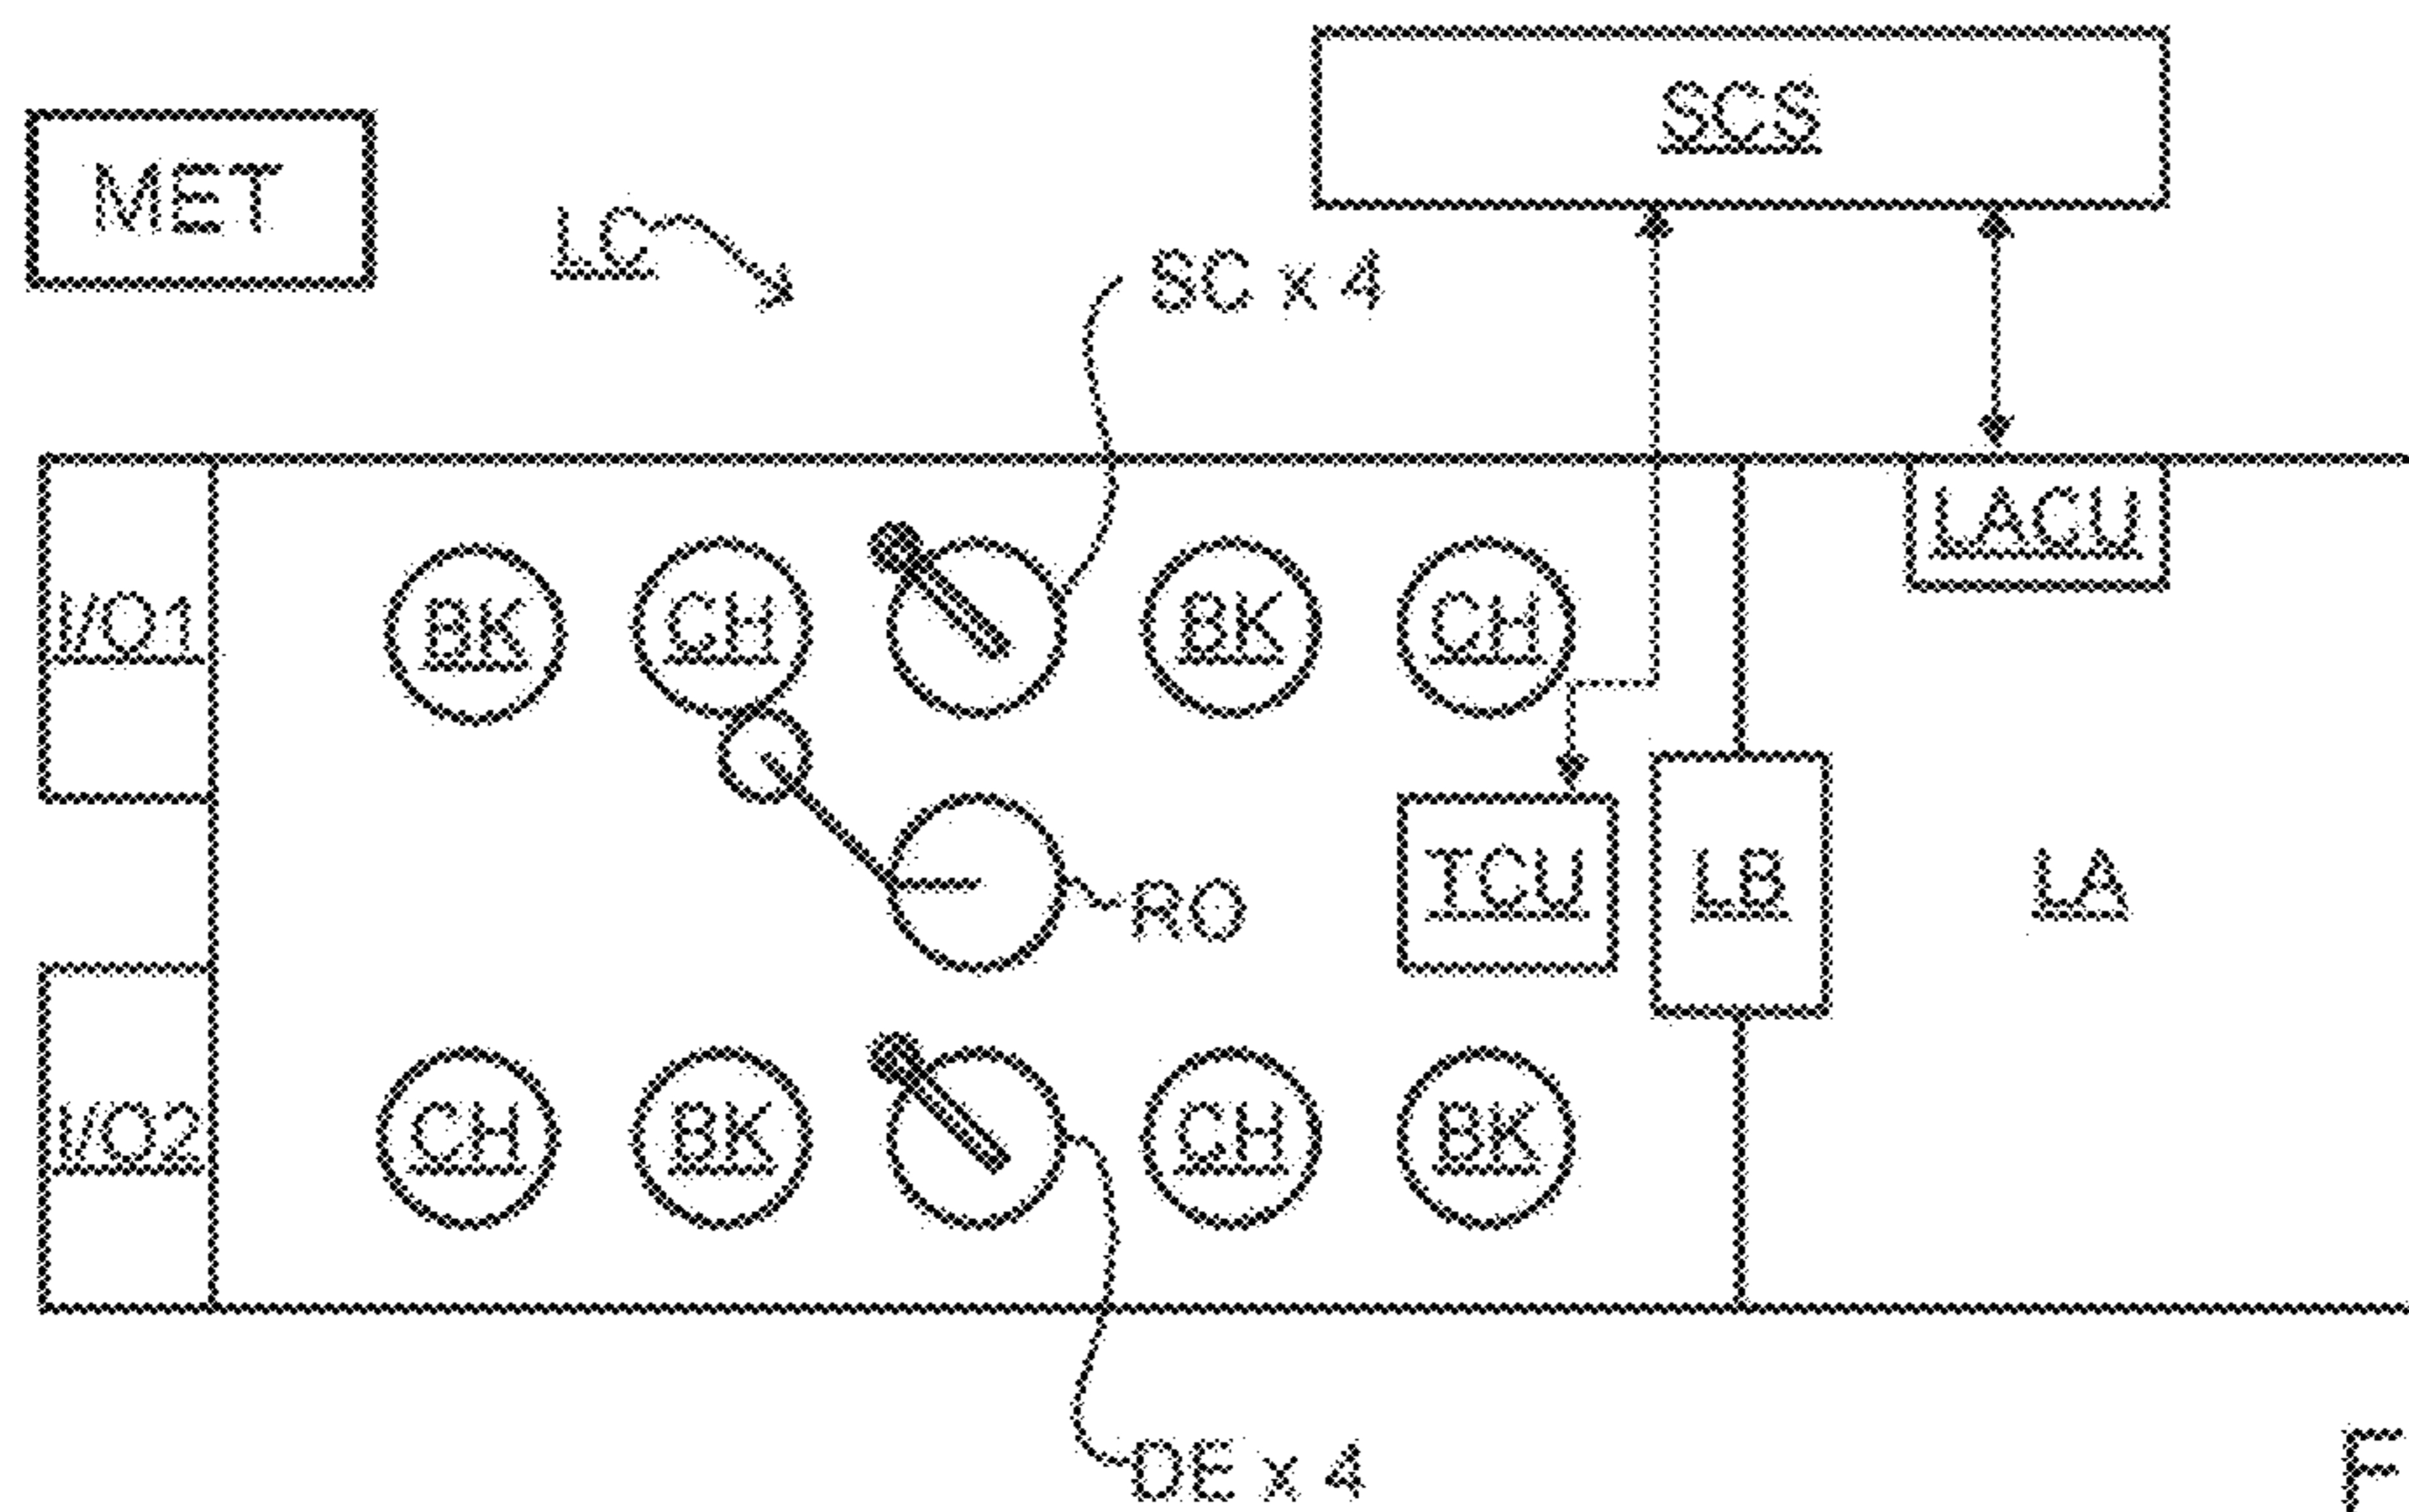 SCS
MET
LC
SC x 4
LACU
I/O1
BK
CH
BK
CH
TCU
LB
LA
RO
I/O2
CH
BK
CH
BK
DE x 4
F